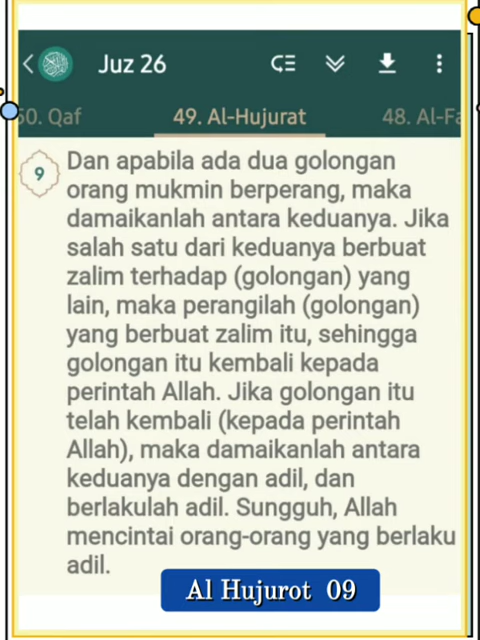 Juz 26
50. Qaf
49. Al-Hujurat
48. Al-Fa
9
Dan apabila ada dua golongan
orang mukmin berperang, maka
damaikanlah antara keduanya. Jika
salah satu dari keduanya berbuat
zalim terhadap (golongan) yang
lain, maka perangilah (golongan)
yang berbuat zalim itu, sehingga
golongan itu kembali kepada
perintah Allah. Jika golongan itu
telah kembali (kepada perintah
Allah), maka damaikanlah antara
keduanya dengan adil, dan
berlakulah adil. Sungguh, Allah
mencintai orang-orang yang berlaku
adil.
Al Hujurot 09